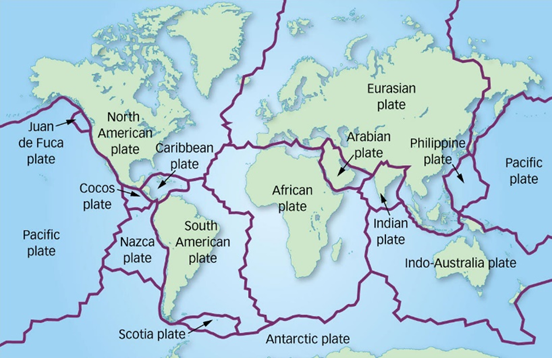 Eurasian
plate
North
American
plate
Juan
de Fuca
plate
Caribbean
plate
Arabian
plate
Philippine
plate
Pacific
plate
Cocos
plate
African
plate
Indian
plate
Pacific
plate
Nazca
plate
South
American
plate
Indo-Australia plate
Scotia plate
Antarctic plate